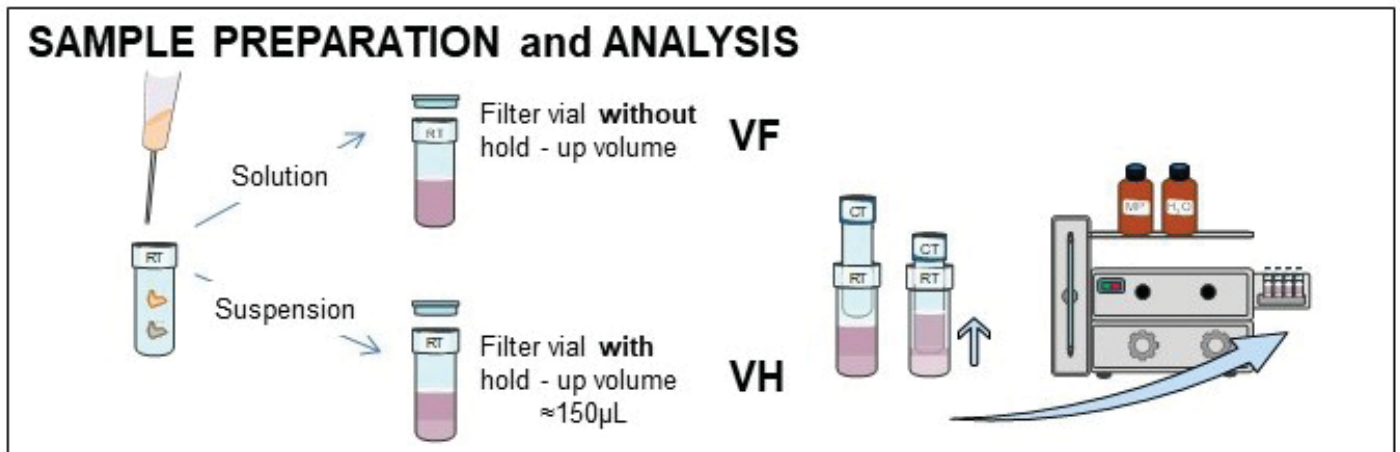 SAMPLE PREPARATION and ANALYSIS
RT
Solution
Suspension
RT
Filter vial without
hold - up volume
VF
RT
Filter vial with
hold - up volume
≈150µL
VH
CT
RT
CT
RT
MP
H₂O